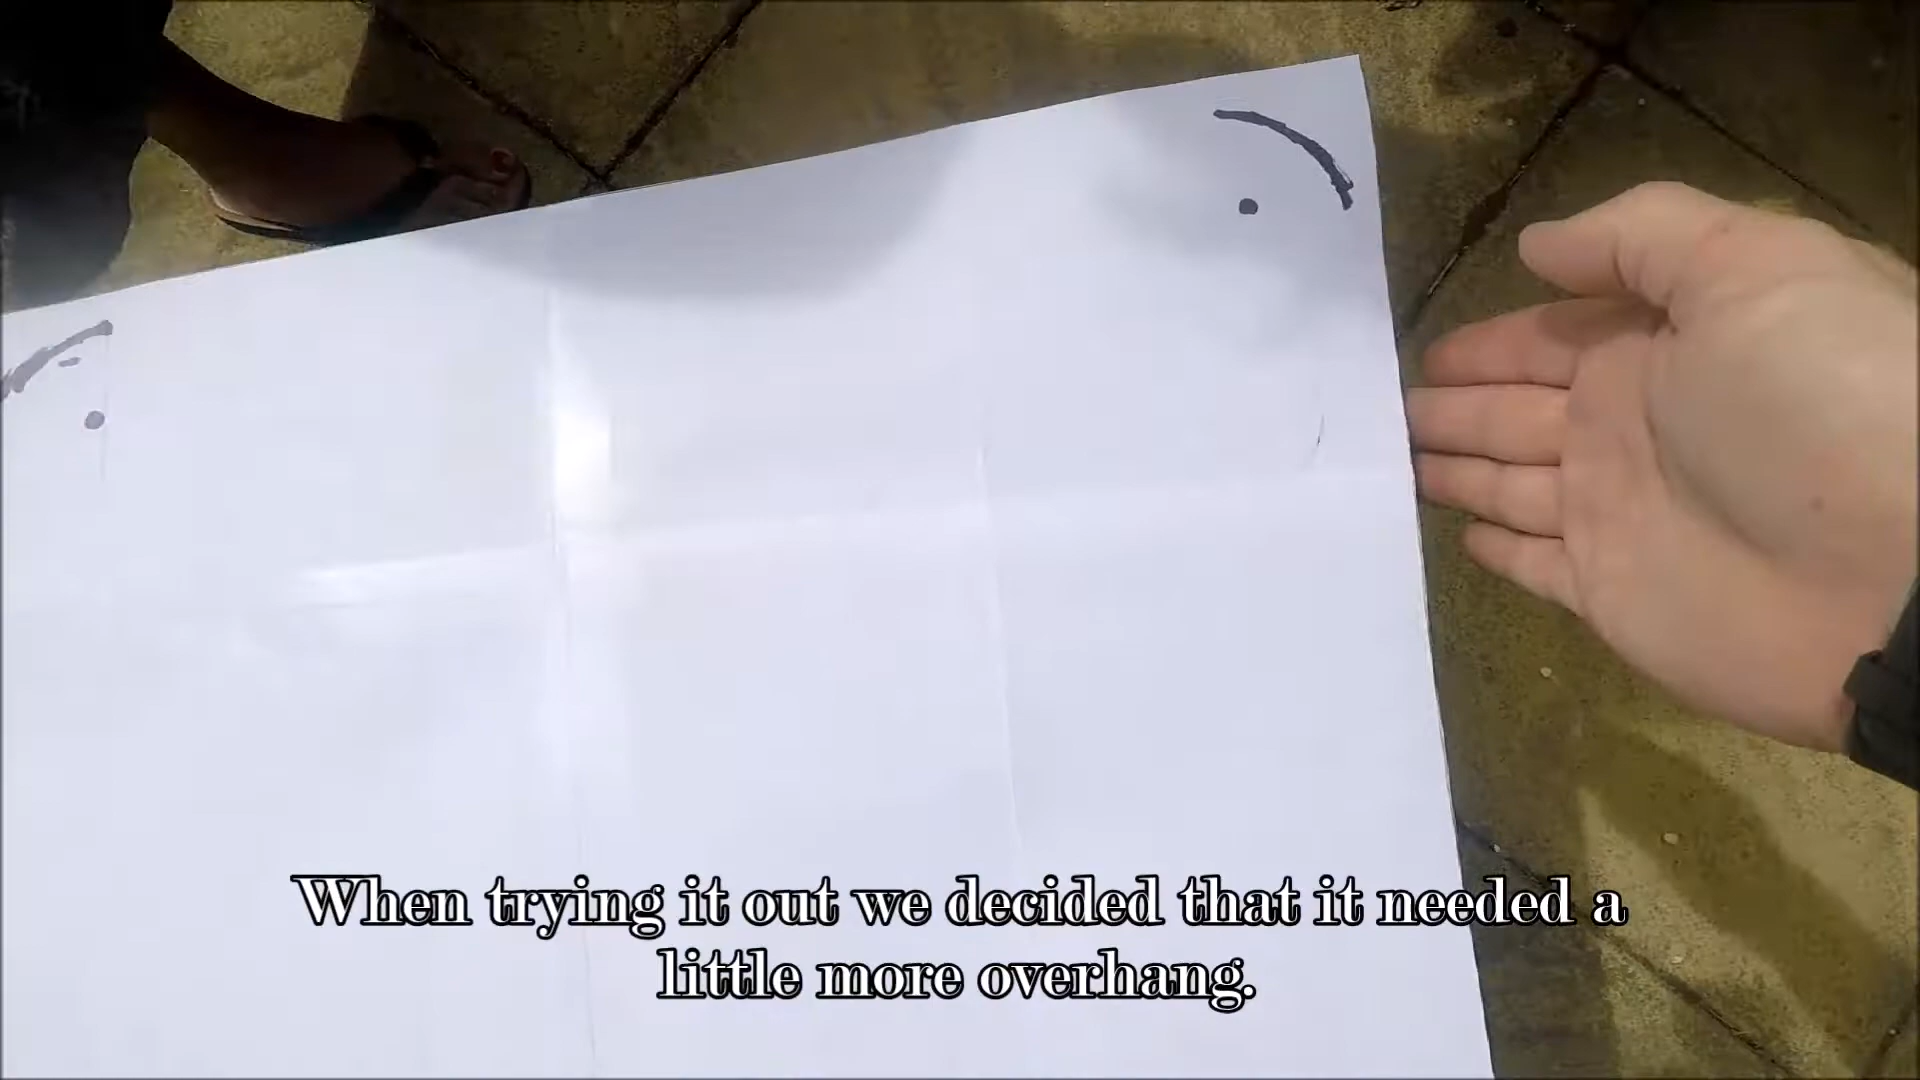 When trying it out we decided that it needed a
little more overhang.